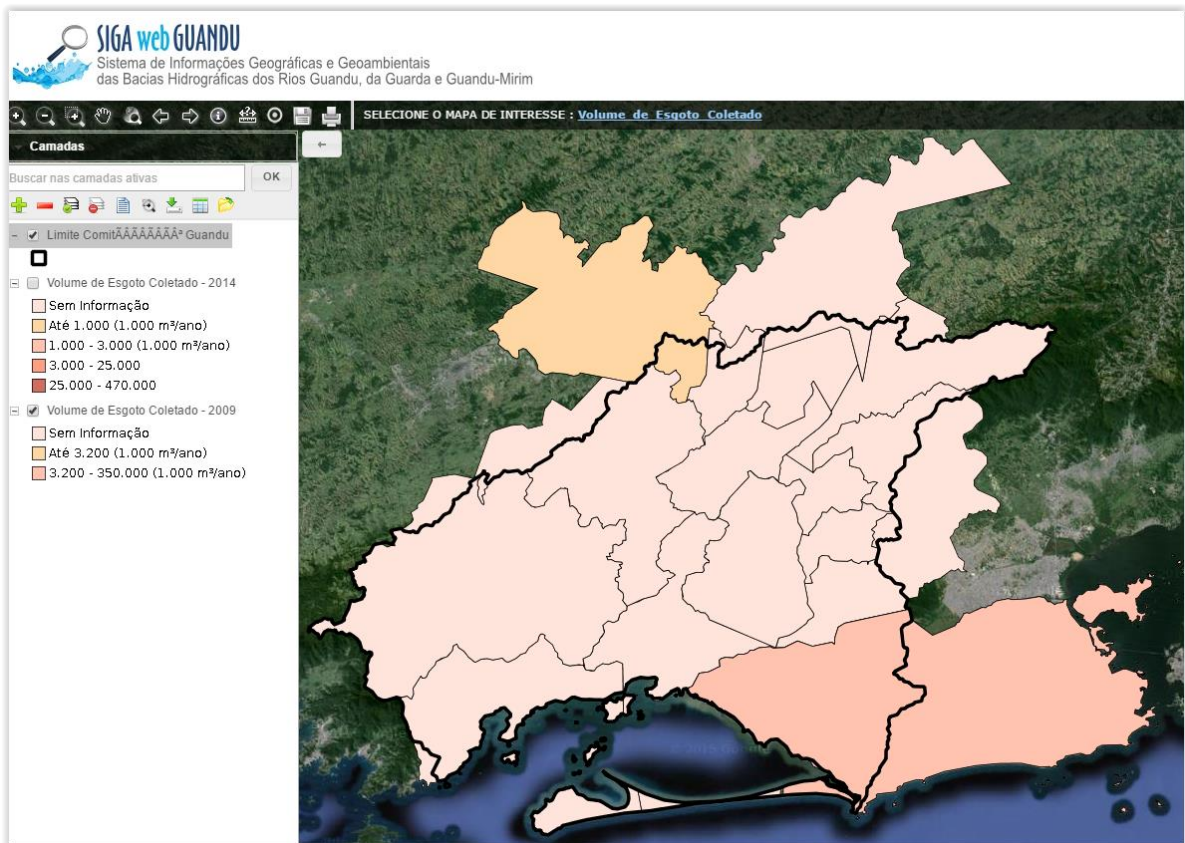 SIGA web GUANDU
Sistema de Informações Geográficas e Geoambientais
das Bacias Hidrográficas dos Rios Guandu, da Guarda e Guandu-Mirim
SELECIONE O MAPA DE INTERESSE : Volume de Esgoto Coletado
Camadas
Buscar nas camadas ativas
OK
Limite ComitÃÃÃÃÃÃÃÃª Guandu
Volume de Esgoto Coletado - 2014
Sem Informação
Até 1.000 (1.000 m³/ano)
1.000 - 3.000 (1.000 m³/ano)
3.000 - 25.000
25.000 - 470.000
Volume de Esgoto Coletado - 2009
Sem Informação
Até 3.200 (1.000 m³/ano)
3.200 - 350.000 (1.000 m³/ano)